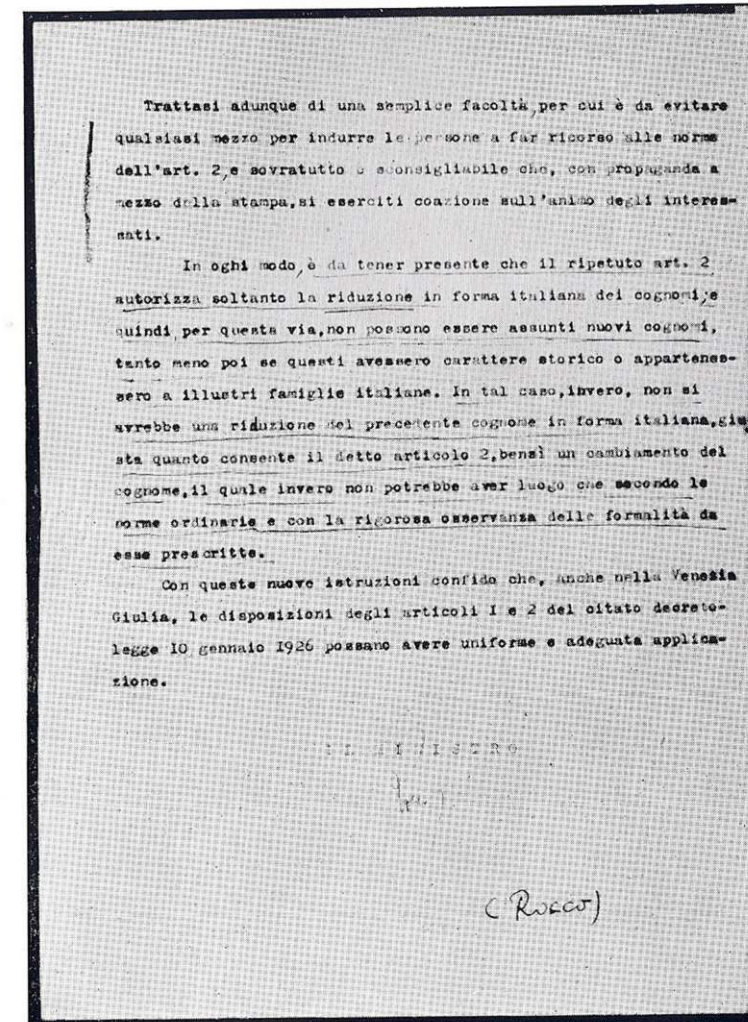 Trattasi adunque di una semplice facoltà, per cui è da evitare
qualsiasi mezzo per indurre le persone a far ricorso alle norme
dell'art. 2, e sovratutto è sconsigliabile che, con propaganda a
mezzo della stampa, si eserciti coazione sull'animo degli interes-
sati.
In oghi modo, è da tener presente che il ripetuto art. 2
autorizza soltanto la riduzione in forma italiana dei cognomi, e
quindi, per questa via, non possono essere assunti nuovi cognomi,
tanto meno poi se questi avessero carattere storico o appartenes-
sero a illustri famiglie italiane. In tal caso, invero, non si
avrebbe una riduzione del precedente cognome in forma italiana, giu
sta quanto consente il detto articolo 2, bensì un cambiamento del
cognome, il quale invero non potrebbe aver luogo che secondo le
norme ordinarie e con la rigorosa osservanza delle formalità da
esse prescritte.
Con queste nuove istruzioni confido che, anche nella Venezia
Giulia, le disposizioni degli articoli I e 2 del citato decreto-
legge IO gennaio I926 possano avere uniforme e adeguata applica-
zione.
IL MINISTRO
(Rocco)